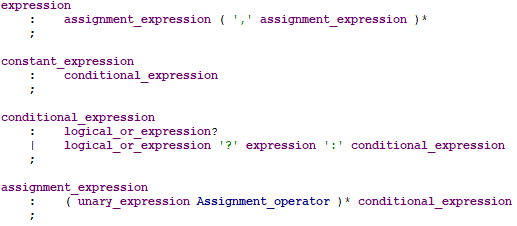 expression
    :    assignment_expression ( ',' assignment_expression )*
    ;
constant_expression
    :    conditional_expression
    ;
conditional_expression
    :    logical_or_expression?
    |    logical_or_expression '?' expression ':' conditional_expression
    ;
assignment_expression
    :    ( unary_expression Assignment_operator )* conditional_expression
    ;